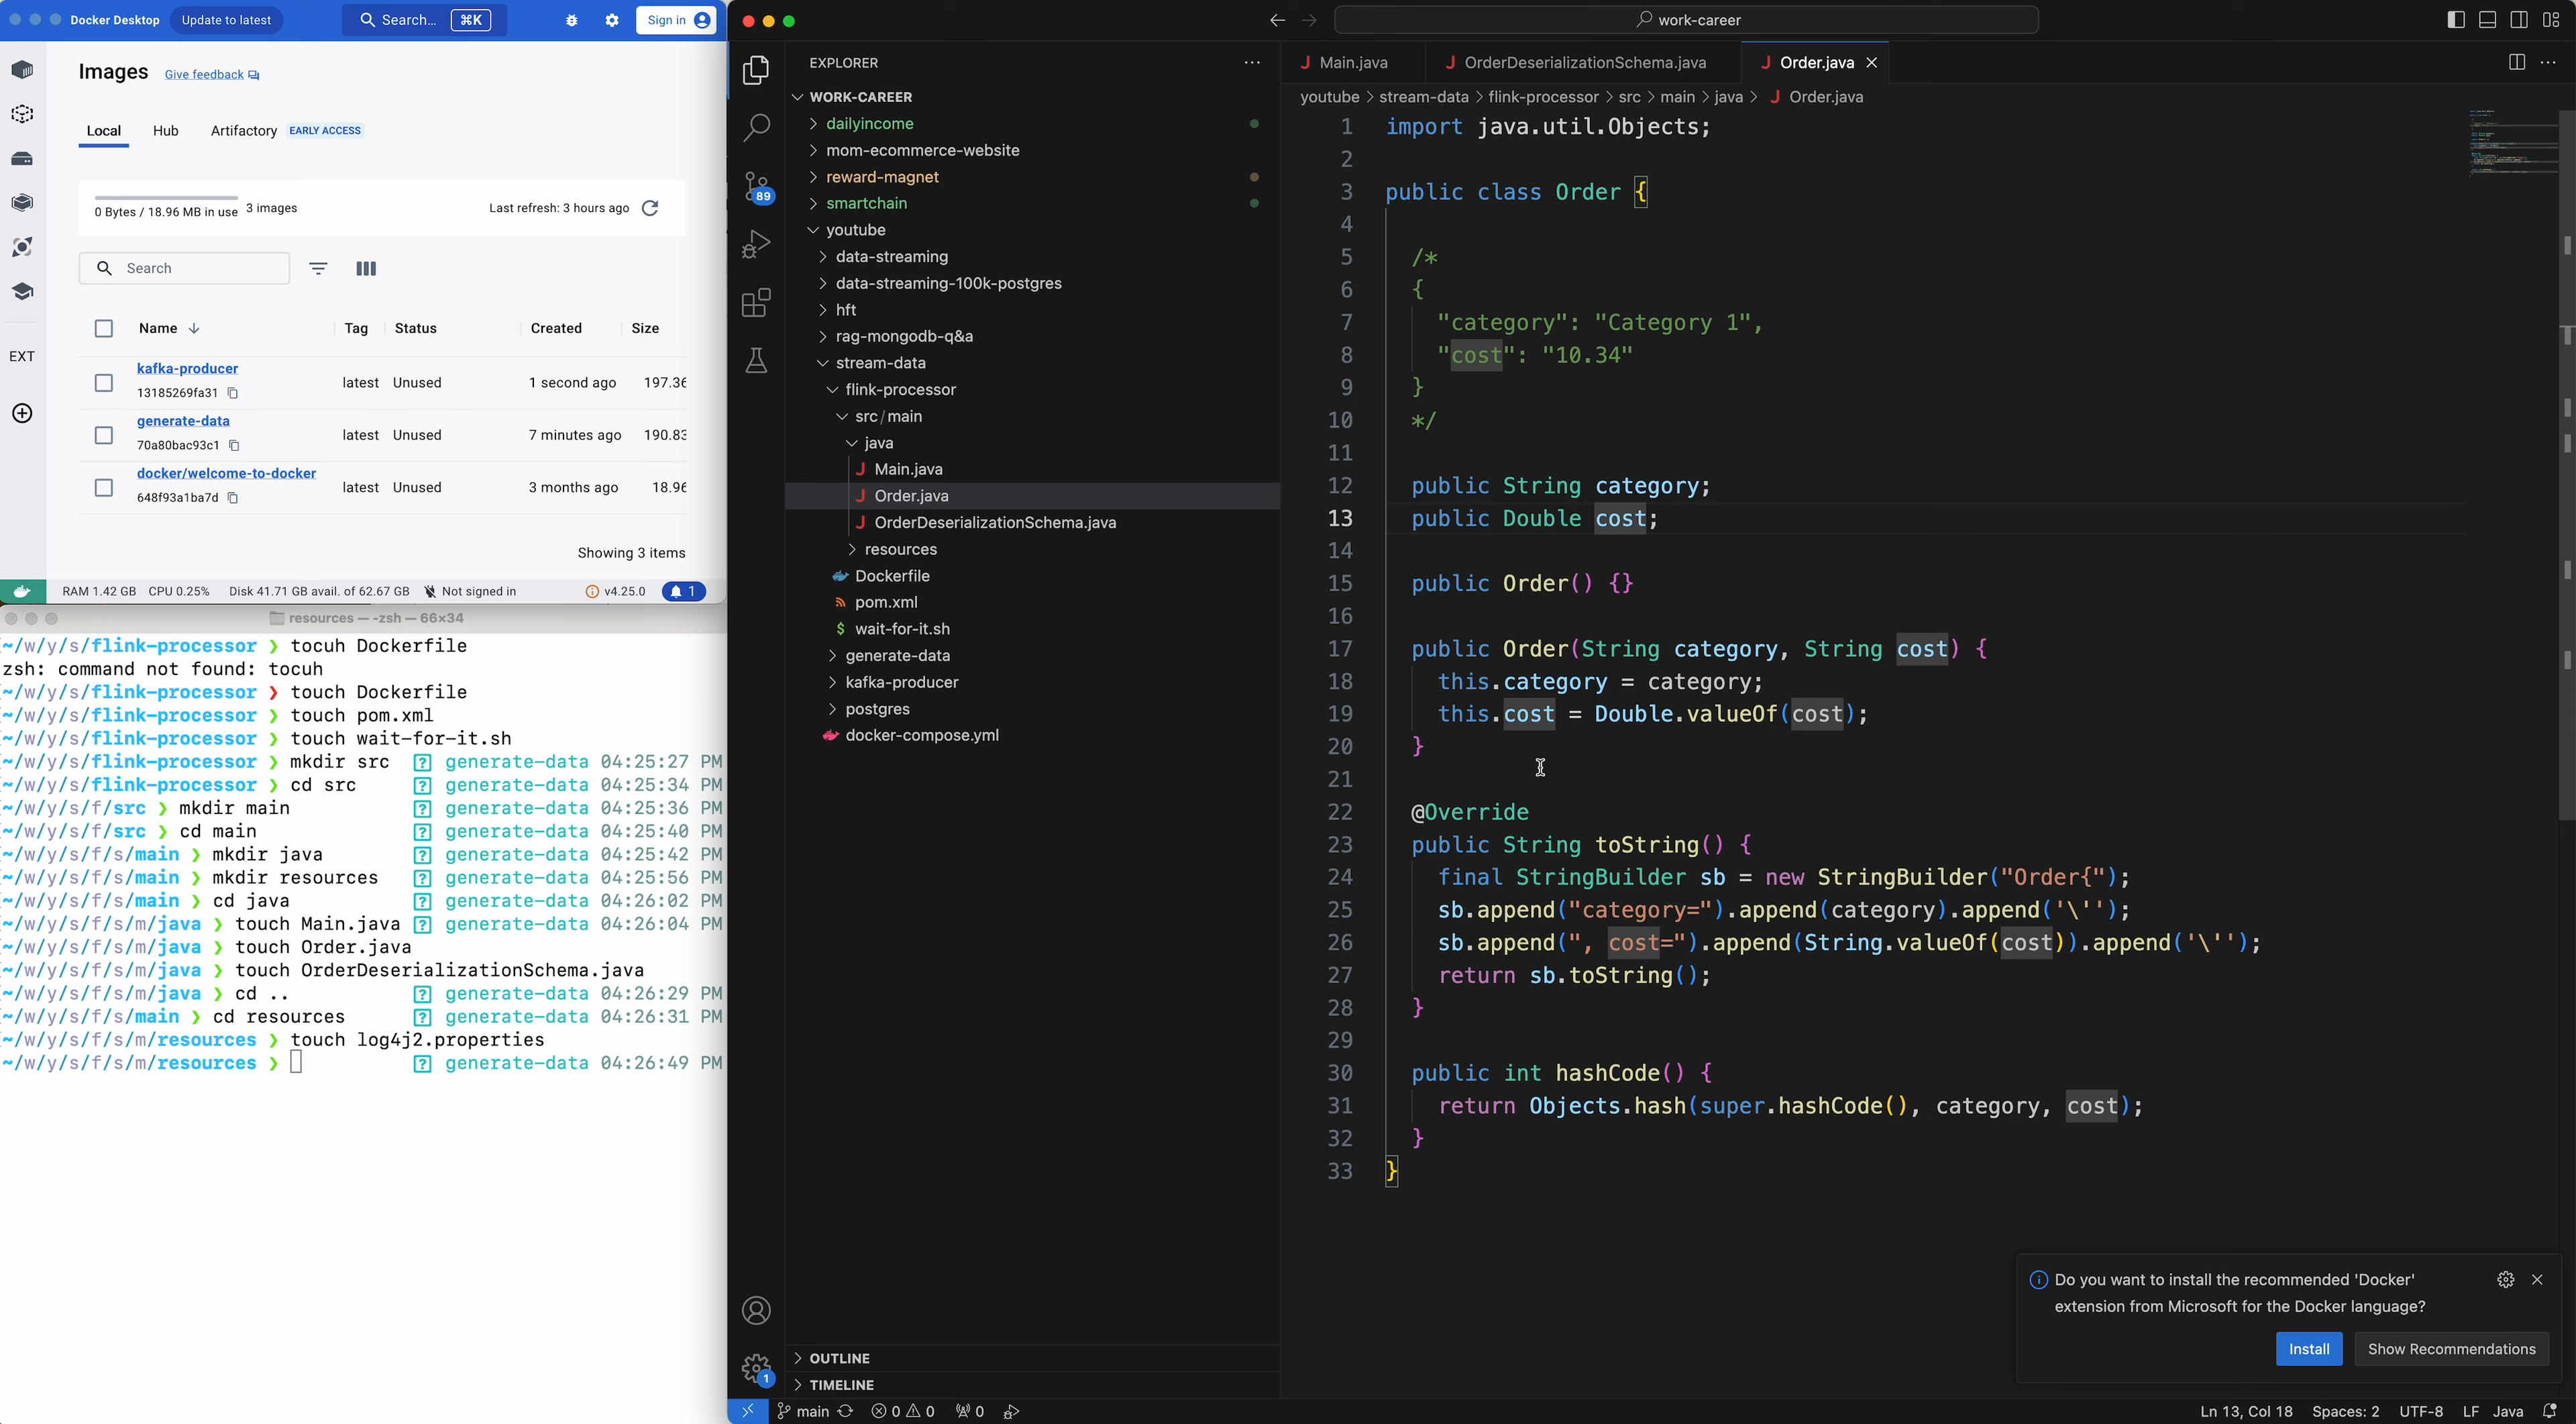 Docker Desktop Update to latest Search... ⌘K Sign in
Images Give feedback
Local Hub Artifactory EARLY ACCESS
0 Bytes / 18.96 MB in use 3 images Last refresh: 3 hours ago
Search
Name Tag Status Created Size
kafka-producer latest Unused 1 second ago 197.36
13185269fa31
generate-data latest Unused 7 minutes ago 190.83
70a80bac93c1
docker/welcome-to-docker latest Unused 3 months ago 18.96
648f93a1ba7d
EXT
Showing 3 items
RAM 1.42 GB CPU 0.25% Disk 41.71 GB avail. of 62.67 GB Not signed in v4.25.0 1
resources — -zsh — 66×34
~/w/y/s/flink-processor ❯ tocuh Dockerfile
zsh: command not found: tocuh
~/w/y/s/flink-processor ❯ touch Dockerfile
~/w/y/s/flink-processor ❯ touch pom.xml
~/w/y/s/flink-processor ❯ touch wait-for-it.sh
~/w/y/s/flink-processor ❯ mkdir src ? generate-data 04:25:27 PM
~/w/y/s/flink-processor ❯ cd src ? generate-data 04:25:34 PM
~/w/y/s/f/src ❯ mkdir main ? generate-data 04:25:36 PM
~/w/y/s/f/src ❯ cd main ? generate-data 04:25:40 PM
~/w/y/s/f/s/main ❯ mkdir java ? generate-data 04:25:42 PM
~/w/y/s/f/s/main ❯ mkdir resources ? generate-data 04:25:56 PM
~/w/y/s/f/s/main ❯ cd java ? generate-data 04:26:02 PM
~/w/y/s/f/s/m/java ❯ touch Main.java ? generate-data 04:26:04 PM
~/w/y/s/f/s/m/java ❯ touch Order.java
~/w/y/s/f/s/m/java ❯ touch OrderDeserializationSchema.java
~/w/y/s/f/s/m/java ❯ cd .. ? generate-data 04:26:29 PM
~/w/y/s/f/s/main ❯ cd resources ? generate-data 04:26:31 PM
~/w/y/s/f/s/m/resources ❯ touch log4j2.properties
~/w/y/s/f/s/m/resources ❯ ? generate-data 04:26:49 PM
work-career
89
1
EXPLORER
WORK-CAREER
dailyincome
mom-ecommerce-website
reward-magnet
smartchain
youtube
data-streaming
data-streaming-100k-postgres
hft
rag-mongodb-q&a
stream-data
flink-processor
src/main
java
J Main.java
J Order.java
J OrderDeserializationSchema.java
resources
Dockerfile
pom.xml
$ wait-for-it.sh
generate-data
kafka-producer
postgres
docker-compose.yml
OUTLINE
TIMELINE
J Main.java J OrderDeserializationSchema.java J Order.java
youtube > stream-data > flink-processor > src > main > java > J Order.java
1 import java.util.Objects;
2
3 public class Order {
4
5 /*
6 {
7 "category": "Category 1",
8 "cost": "10.34"
9 }
10 */
11
12 public String category;
13 public Double cost;
14
15 public Order() {}
16
17 public Order(String category, String cost) {
18 this.category = category;
19 this.cost = Double.valueOf(cost);
20 }
21
22 @Override
23 public String toString() {
24 final StringBuilder sb = new StringBuilder("Order{");
25 sb.append("category=").append(category).append('\'');
26 sb.append(", cost=").append(String.valueOf(cost)).append('\'');
27 return sb.toString();
28 }
29
30 public int hashCode() {
31 return Objects.hash(super.hashCode(), category, cost);
32 }
33 }
Do you want to install the recommended 'Docker'
extension from Microsoft for the Docker language?
Install Show Recommendations
main 0 0 0 Ln 13, Col 18 Spaces: 2 UTF-8 LF Java